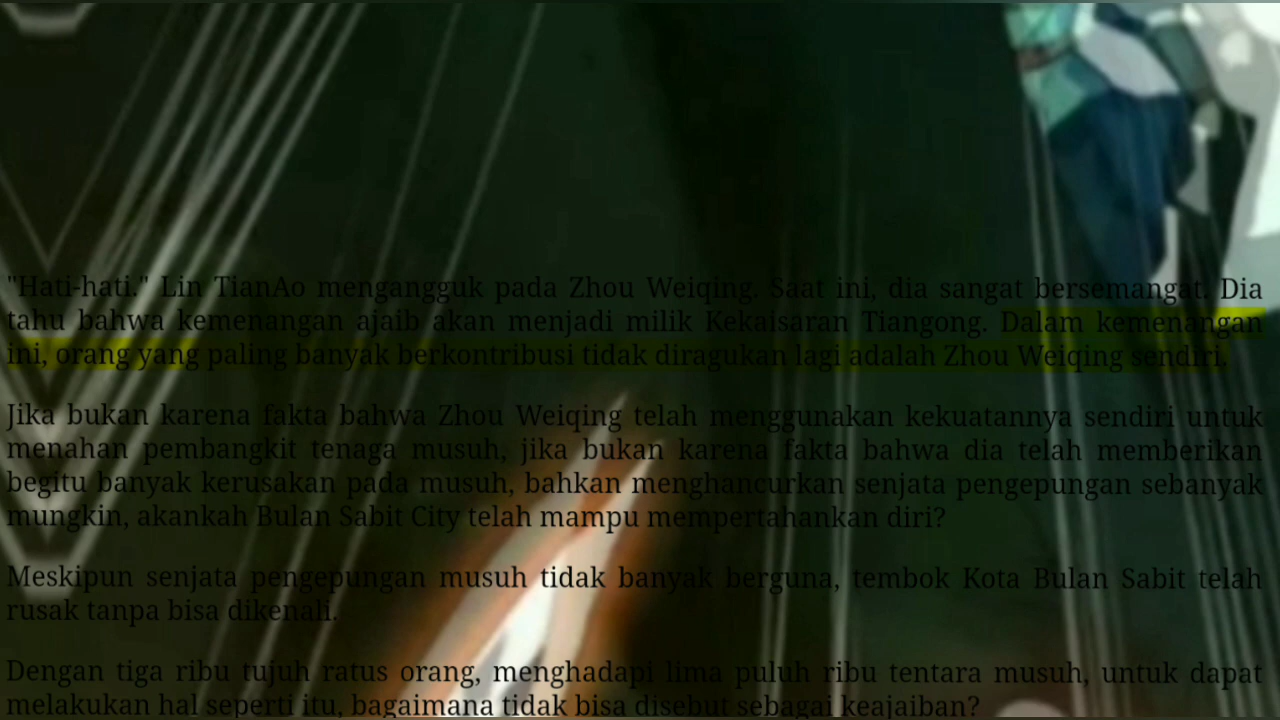 "Hati-hati." Lin TianAo mengangguk pada Zhou Weiqing. Saat ini, dia sangat bersemangat. Dia
tahu bahwa kemenangan ajaib akan menjadi milik Kekaisaran Tiangong. Dalam kemenangan
ini, orang yang paling banyak berkontribusi tidak diragukan lagi adalah Zhou Weiqing sendiri.
Jika bukan karena fakta bahwa Zhou Weiqing telah menggunakan kekuatannya sendiri untuk
menahan pembangkit tenaga musuh, jika bukan karena fakta bahwa dia telah memberikan
begitu banyak kerusakan pada musuh, bahkan menghancurkan senjata pengepungan sebanyak
mungkin, akankah Bulan Sabit City telah mampu mempertahankan diri?
Meskipun senjata pengepungan musuh tidak banyak berguna, tembok Kota Bulan Sabit telah
rusak tanpa bisa dikenali.
Dengan tiga ribu tujuh ratus orang, menghadapi lima puluh ribu tentara musuh, untuk dapat
melakukan hal seperti itu, bagaimana tidak bisa disebut sebagai keajaiban?